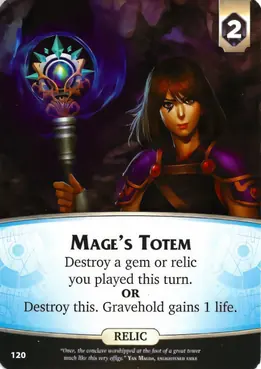 2
MAGE'S TOTEM
Destroy a gem or relic
you played this turn.
OR
Destroy this. Gravehold gains 1 life.
RELIC
120
"Once, the conclave worshipped at the foot of a great totem
much like this very effigy." YAN MAGDA, ENLIGHTENED EXILE